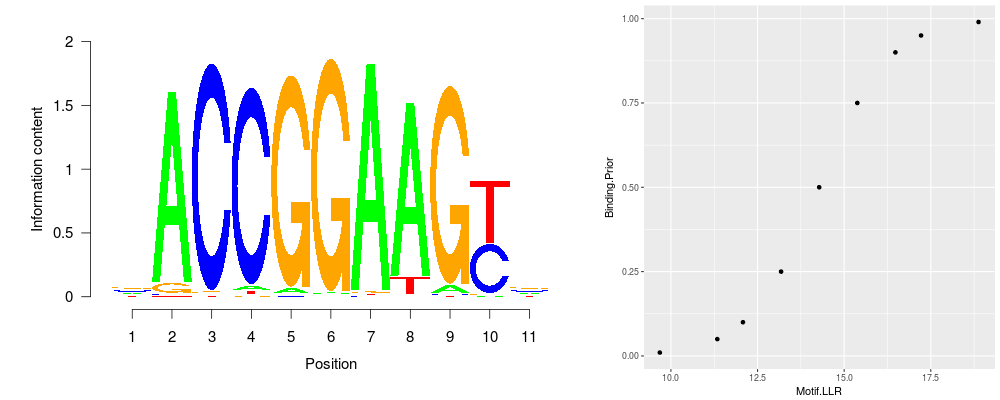 2
1.5
1
0.5
0
Information content
ACCGGAAGT
T C
1 2 3 4 5 6 7 8 9 10 11
Position
1.00
0.75
0.50
0.25
0.00
Binding.Prior
10.0 12.5 15.0 17.5
Motif.LLR